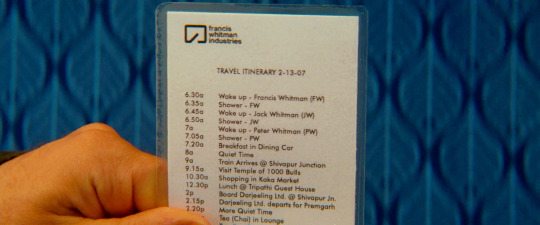 francis
whitman
industries
TRAVEL ITINERARY 2-13-07
6.30a Wake up - Francis Whitman (FW)
6.35a Shower - FW
6.45a Wake up - Jack Whitman (JW)
6.50a Shower - JW
7a Wake up - Peter Whitman (PW)
7.05a Shower - PW
7.20a Breakfast in Dining Car
8a Quiet Time
9a Train Arrives @ Shivapur Junction
9.15a Visit Temple of 1000 Bulls
10.30a Shopping in Kaka Market
12.30p Lunch @ Tripathi Guest House
2p Board Darjeeling Ltd. @ Shivapur Jn.
2.15p Darjeeling Ltd. departs for Premgarh
2.20p More Quiet Time
Tea (Chai) in Lounge